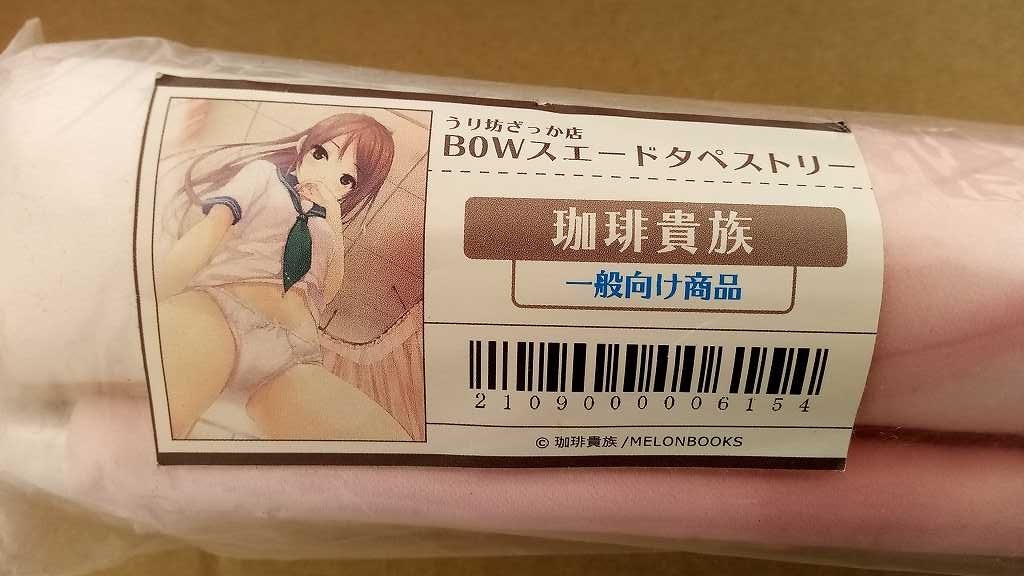 うり坊ざっか店
B0Wスエードタペストリー
珈琲貴族
一般向け商品
2109000006154
© 珈琲貴族/MELONBOOKS